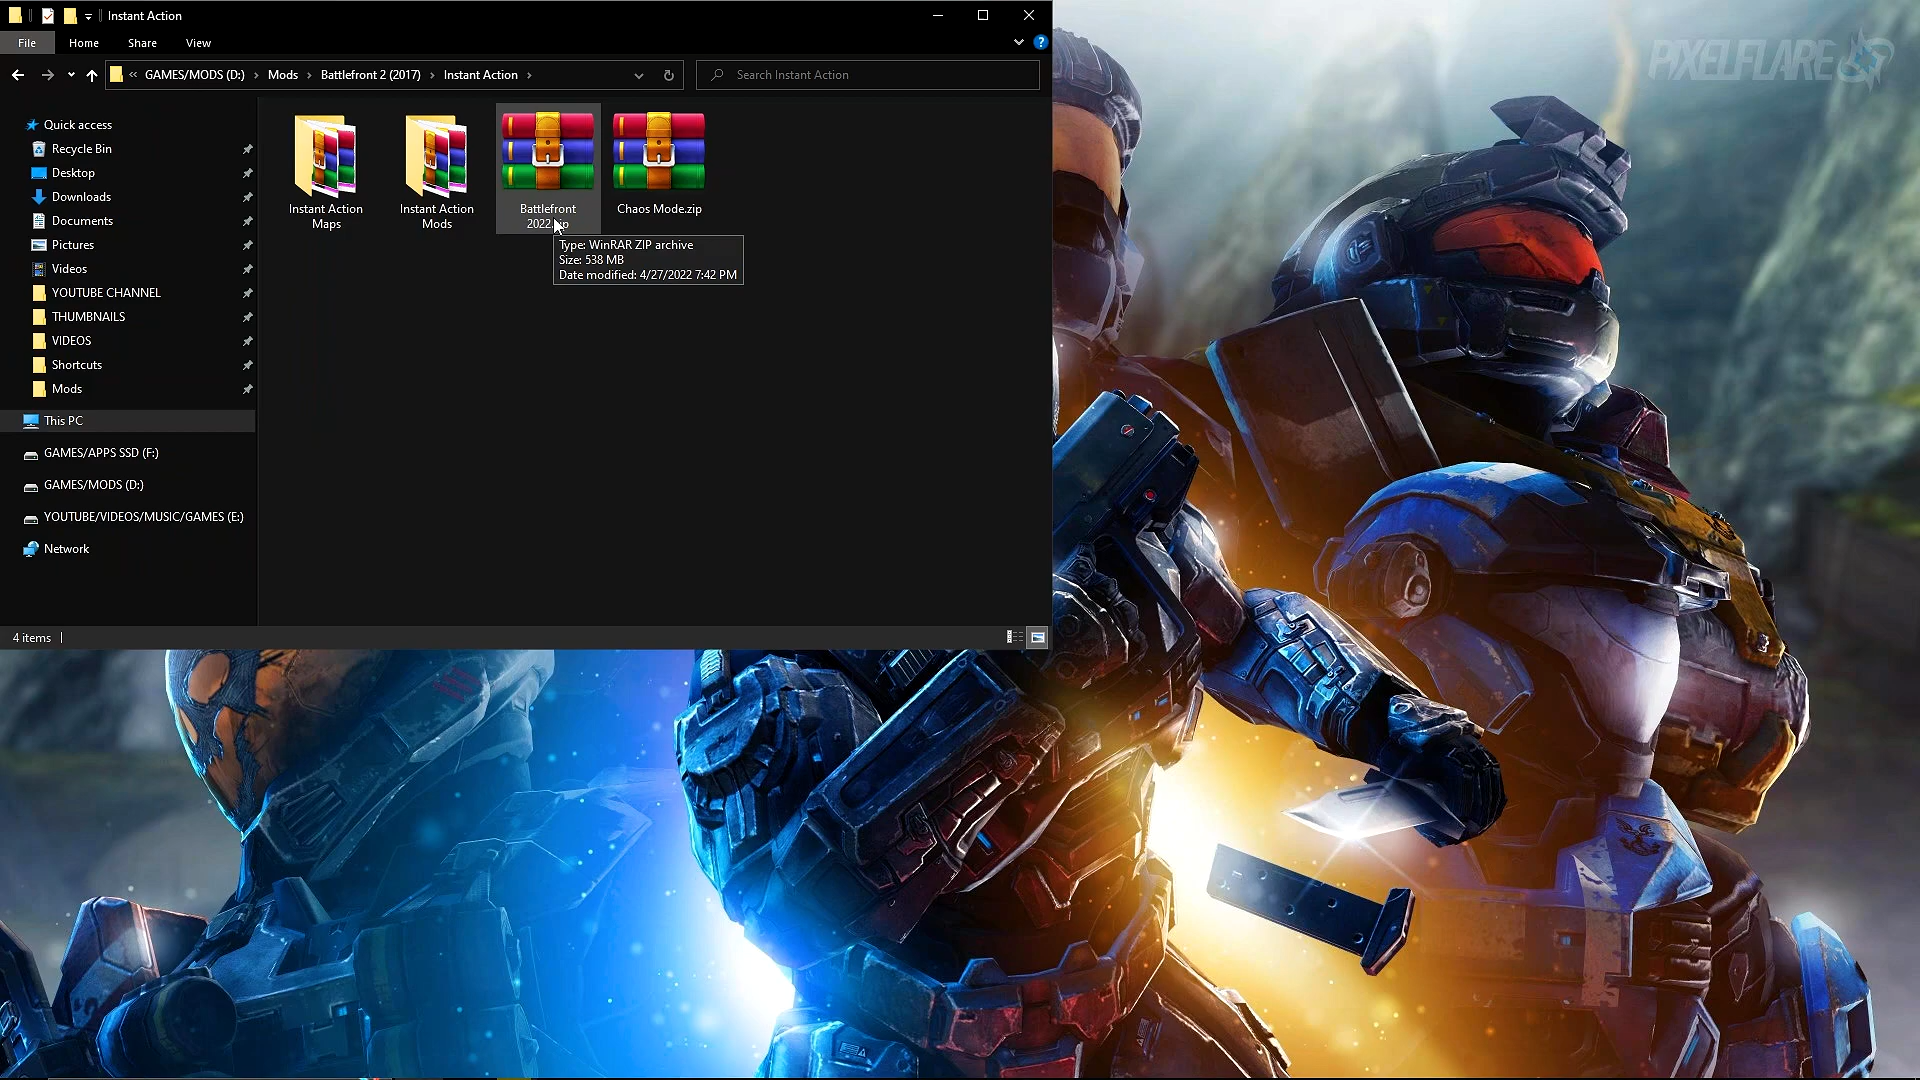 Instant Action
File
Home
Share
View
GAMES/MODS (D:)
Mods
Battlefront 2 (2017)
Instant Action
Search Instant Action
Quick access
Recycle Bin
Desktop
Downloads
Documents
Pictures
Videos
YOUTUBE CHANNEL
THUMBNAILS
VIDEOS
Shortcuts
Mods
This PC
GAMES/APPS SSD (F:)
GAMES/MODS (D:)
YOUTUBE/VIDEOS/MUSIC/GAMES (E:)
Network
Instant Action
Maps
Instant Action
Mods
Battlefront
2022.zip
Chaos Mode.zip
Type: WinRAR ZIP archive
Size: 538 MB
Date modified: 4/27/2022 7:42 PM
4 items
PIXELFLARE